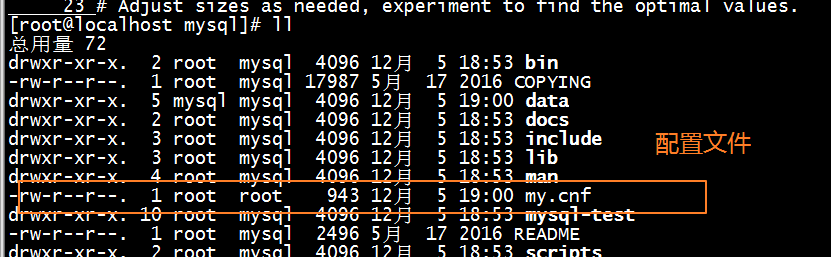 23 # Adjust sizes as needed, experiment to find the optimal values.
[root@localhost mysql]# ll
总用量 72
drwxr-xr-x.  2 root  mysql  4096 12月  5 18:53 bin
-rw-r--r--.  1 root  mysql 17987 5月  17 2016 COPYING
drwxr-xr-x.  5 mysql mysql  4096 12月  5 19:00 data
drwxr-xr-x.  2 root  mysql  4096 12月  5 18:53 docs
drwxr-xr-x.  3 root  mysql  4096 12月  5 18:53 include
drwxr-xr-x.  3 root  mysql  4096 12月  5 18:53 lib
配置文件
drwxr-xr-x.  4 root  mysql  4096 12月  5 18:53 man
-rw-r--r--.  1 root  root    943 12月  5 19:00 my.cnf
drwxr-xr-x. 10 root  mysql  4096 12月  5 18:53 mysql-test
-rw-r--r--.  1 root  mysql  2496 5月  17 2016 README
drwxr-xr-x.  2 root  mysql  4096 12月  5 18:53 scripts